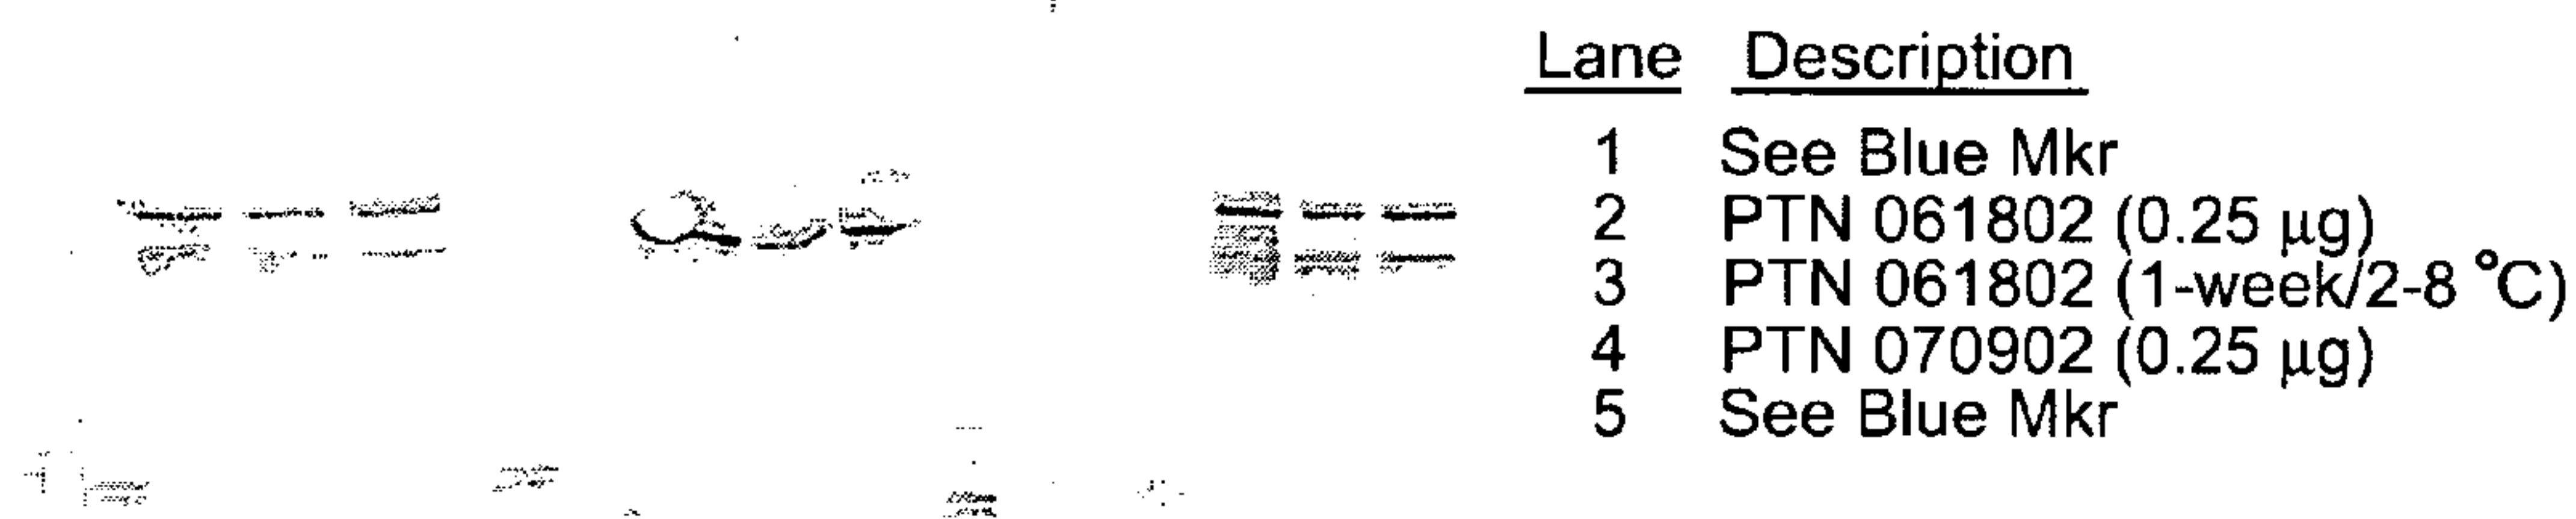 Lane Description
1 See Blue Mkr
2 PTN 061802 (0.25 µg)
3 PTN 061802 (1-week/2-8 °C)
4 PTN 070902 (0.25 µg)
5 See Blue Mkr